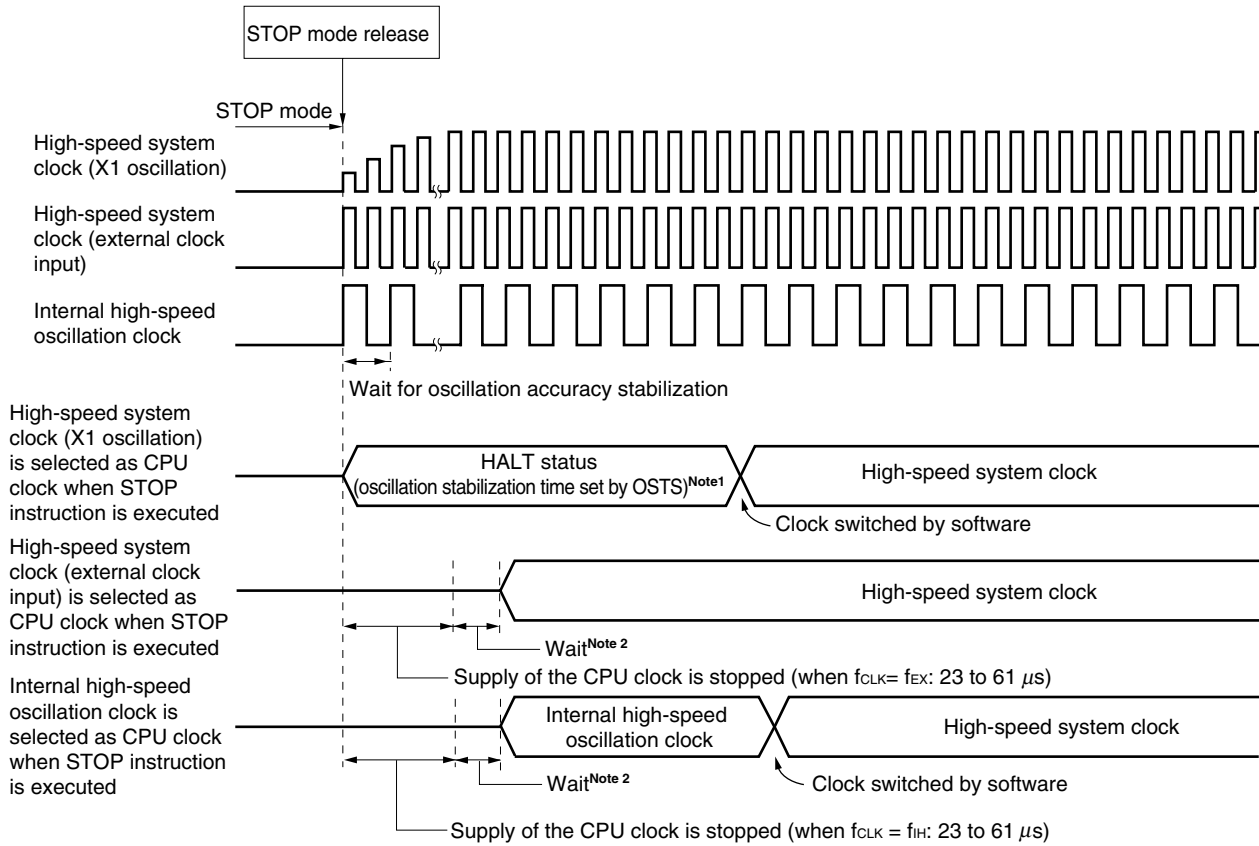 STOP mode release
STOP mode
High-speed system
clock (X1 oscillation)
High-speed system
clock (external clock
input)
Internal high-speed
oscillation clock
Wait for oscillation accuracy stabilization
High-speed system
clock (X1 oscillation)
is selected as CPU
clock when STOP
instruction is executed
HALT status
(oscillation stabilization time set by OSTS)Note1
High-speed system clock
Clock switched by software
High-speed system
clock (external clock
input) is selected as
CPU clock when STOP
instruction is executed
High-speed system clock
WaitNote 2
Supply of the CPU clock is stopped (when fCLK= fEX: 23 to 61 μs)
Internal high-speed
oscillation clock is
selected as CPU clock
when STOP instruction
is executed
Internal high-speed
oscillation clock
High-speed system clock
WaitNote 2
Clock switched by software
Supply of the CPU clock is stopped (when fCLK = fIH: 23 to 61 μs)